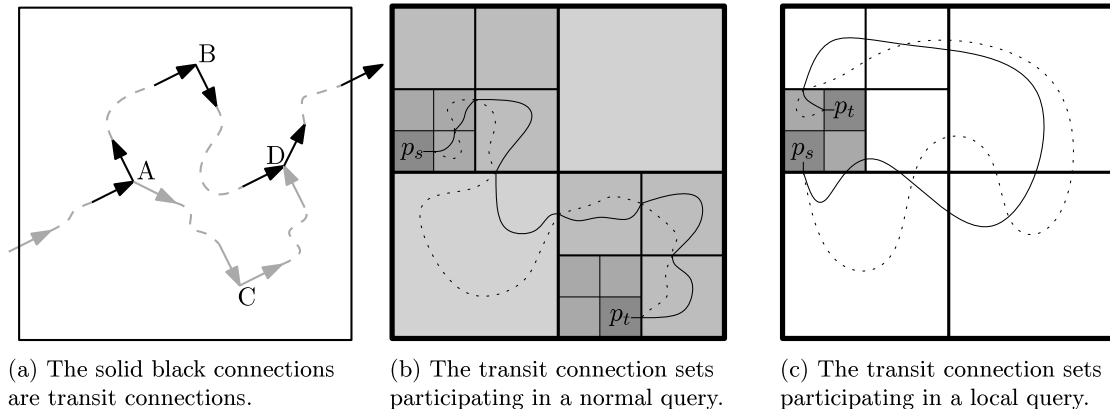 A
B
C
D
p_s
p_t
p_t
p_s
(a) The solid black connections
are transit connections.
(b) The transit connection sets
participating in a normal query.
(c) The transit connection sets
participating in a local query.